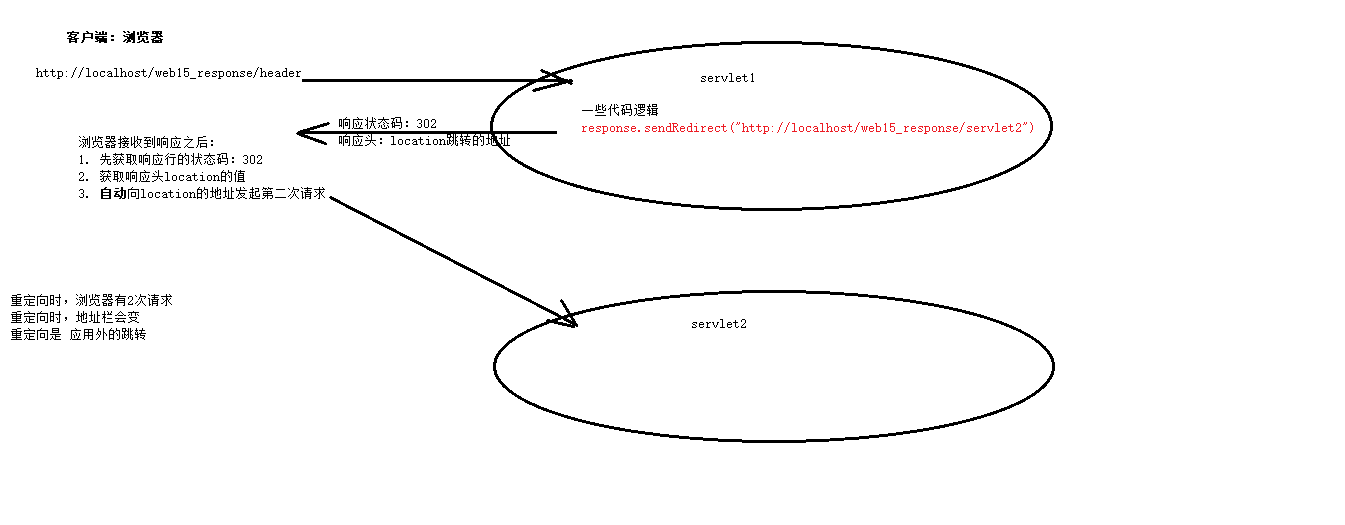 客户端：浏览器
http://localhost/web15_response/header
servlet1
一些代码逻辑
response.sendRedirect("http://localhost/web15_response/servlet2")
响应状态码：302
响应头：location跳转的地址
浏览器接收到响应之后：
1. 先获取响应行的状态码：302
2. 获取响应头location的值
3. 自动向location的地址发起第二次请求
重定向时，浏览器有2次请求
重定向时，地址栏会变
重定向是 应用外的跳转
servlet2